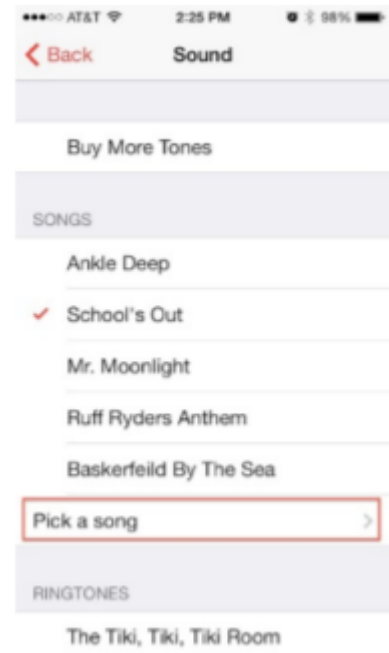 AT&T 2:25 PM 98%
Back Sound
Buy More Tones
SONGS
Ankle Deep
School's Out
Mr. Moonlight
Ruff Ryders Anthem
Baskerfeild By The Sea
Pick a song
RINGTONES
The Tiki, Tiki, Tiki Room